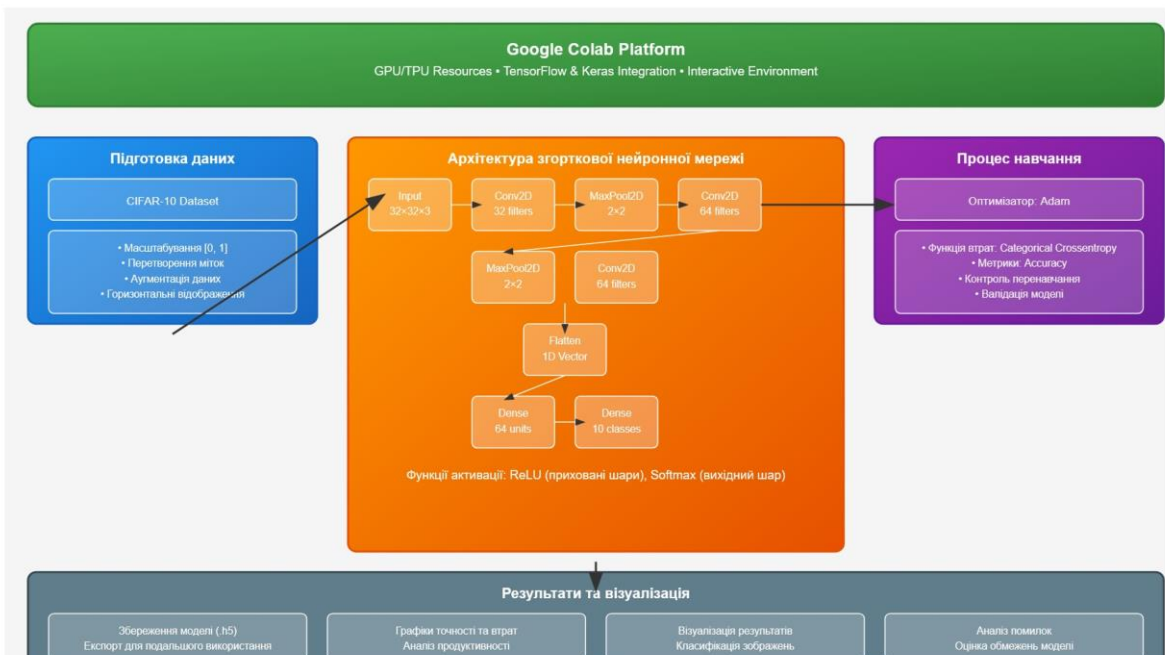 Google Colab Platform
GPU/TPU Resources • TensorFlow & Keras Integration • Interactive Environment
Підготовка даних
CIFAR-10 Dataset
• Масштабування [0, 1]
• Перетворення міток
• Аугментація даних
• Горизонтальні відображення
Архітектура згорткової нейронної мережі
Input
32×32×3
Conv2D
32 filters
MaxPool2D
2×2
Conv2D
64 filters
MaxPool2D
2×2
Conv2D
64 filters
Flatten
1D Vector
Dense
64 units
Dense
10 classes
Функції активації: ReLU (приховані шари), Softmax (вихідний шар)
Процес навчання
Оптимізатор: Adam
• Функція втрат: Categorical Crossentropy
• Метрики: Accuracy
• Контроль перенавчання
• Валідація моделі
Результати та візуалізація
Збереження моделі (.h5)
Експорт для подальшого використання
Графіки точності та втрат
Аналіз продуктивності
Візуалізація результатів
Класифікація зображень
Аналіз помилок
Оцінка обмежень моделі